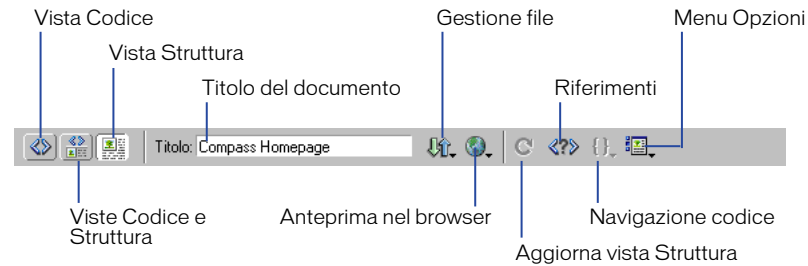 Vista Codice
Gestione file
Menu Opzioni
Vista Struttura
Titolo del documento
Riferimenti
Titolo: Compass Homepage
Viste Codice e
Struttura
Anteprima nel browser
Navigazione codice
Aggiorna vista Struttura